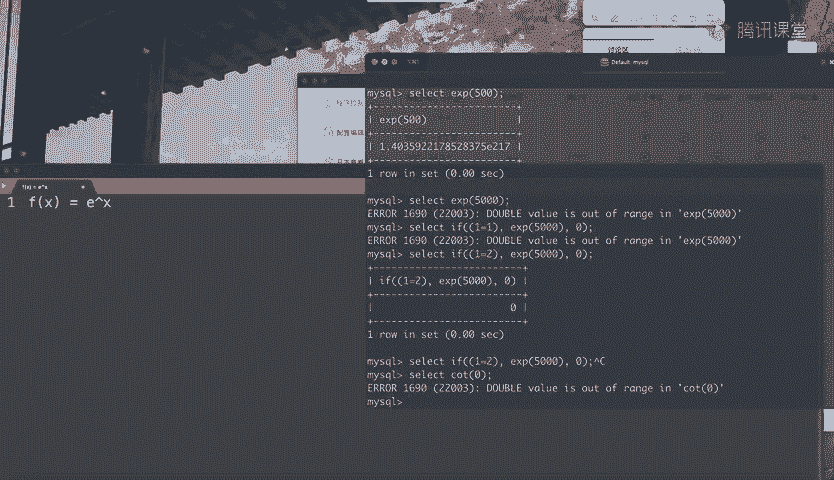 腾讯课堂
讨论区
Default_mysql
mysql> select exp(500);
+-----------------------+
| exp(500)              |
+-----------------------+
| 1.4035922178528375e217 |
+-----------------------+
1 row in set (0.00 sec)
mysql> select exp(5000);
ERROR 1690 (22003): DOUBLE value is out of range in 'exp(5000)'
mysql> select if((1=1), exp(5000), 0);
ERROR 1690 (22003): DOUBLE value is out of range in 'exp(5000)'
mysql> select if((1=2), exp(5000), 0);
+-------------------------+
| if((1=2), exp(5000), 0) |
+-------------------------+
|                       0 |
+-------------------------+
1 row in set (0.00 sec)
mysql> select if((1=2), exp(5000), 0);^C
mysql> select cot(0);
ERROR 1690 (22003): DOUBLE value is out of range in 'cot(0)'
mysql>
f(x) = e^x
1 f(x) = e^x